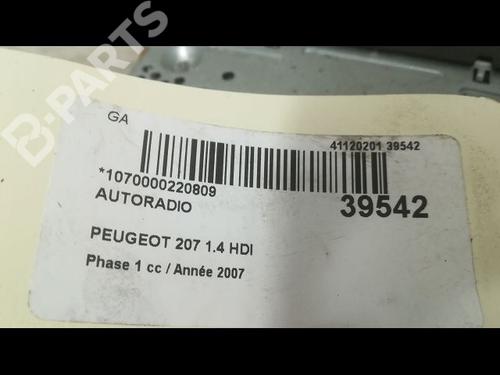 B-PARTS
GA
41120201 39542
*1070000220809
39542
AUTORADIO
PEUGEOT 207 1.4 HDI
Phase 1 cc / Année 2007